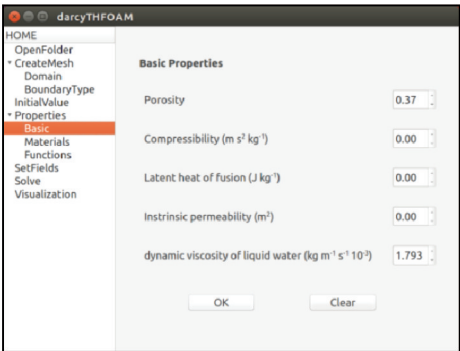 darcyTHFOAM
HOME
OpenFolder
CreateMesh
Domain
BoundaryType
InitialValue
Properties
Basic
Materials
Functions
SetFields
Solve
Visualization
Basic Properties
Porosity 0.37
Compressibility (m s² kg⁻¹) 0.00
Latent heat of fusion (J kg⁻¹) 0.00
Instrinsic permeability (m²) 0.00
dynamic viscosity of liquid water (kg m⁻¹ s⁻¹ 10⁻³) 1.793
OK Clear